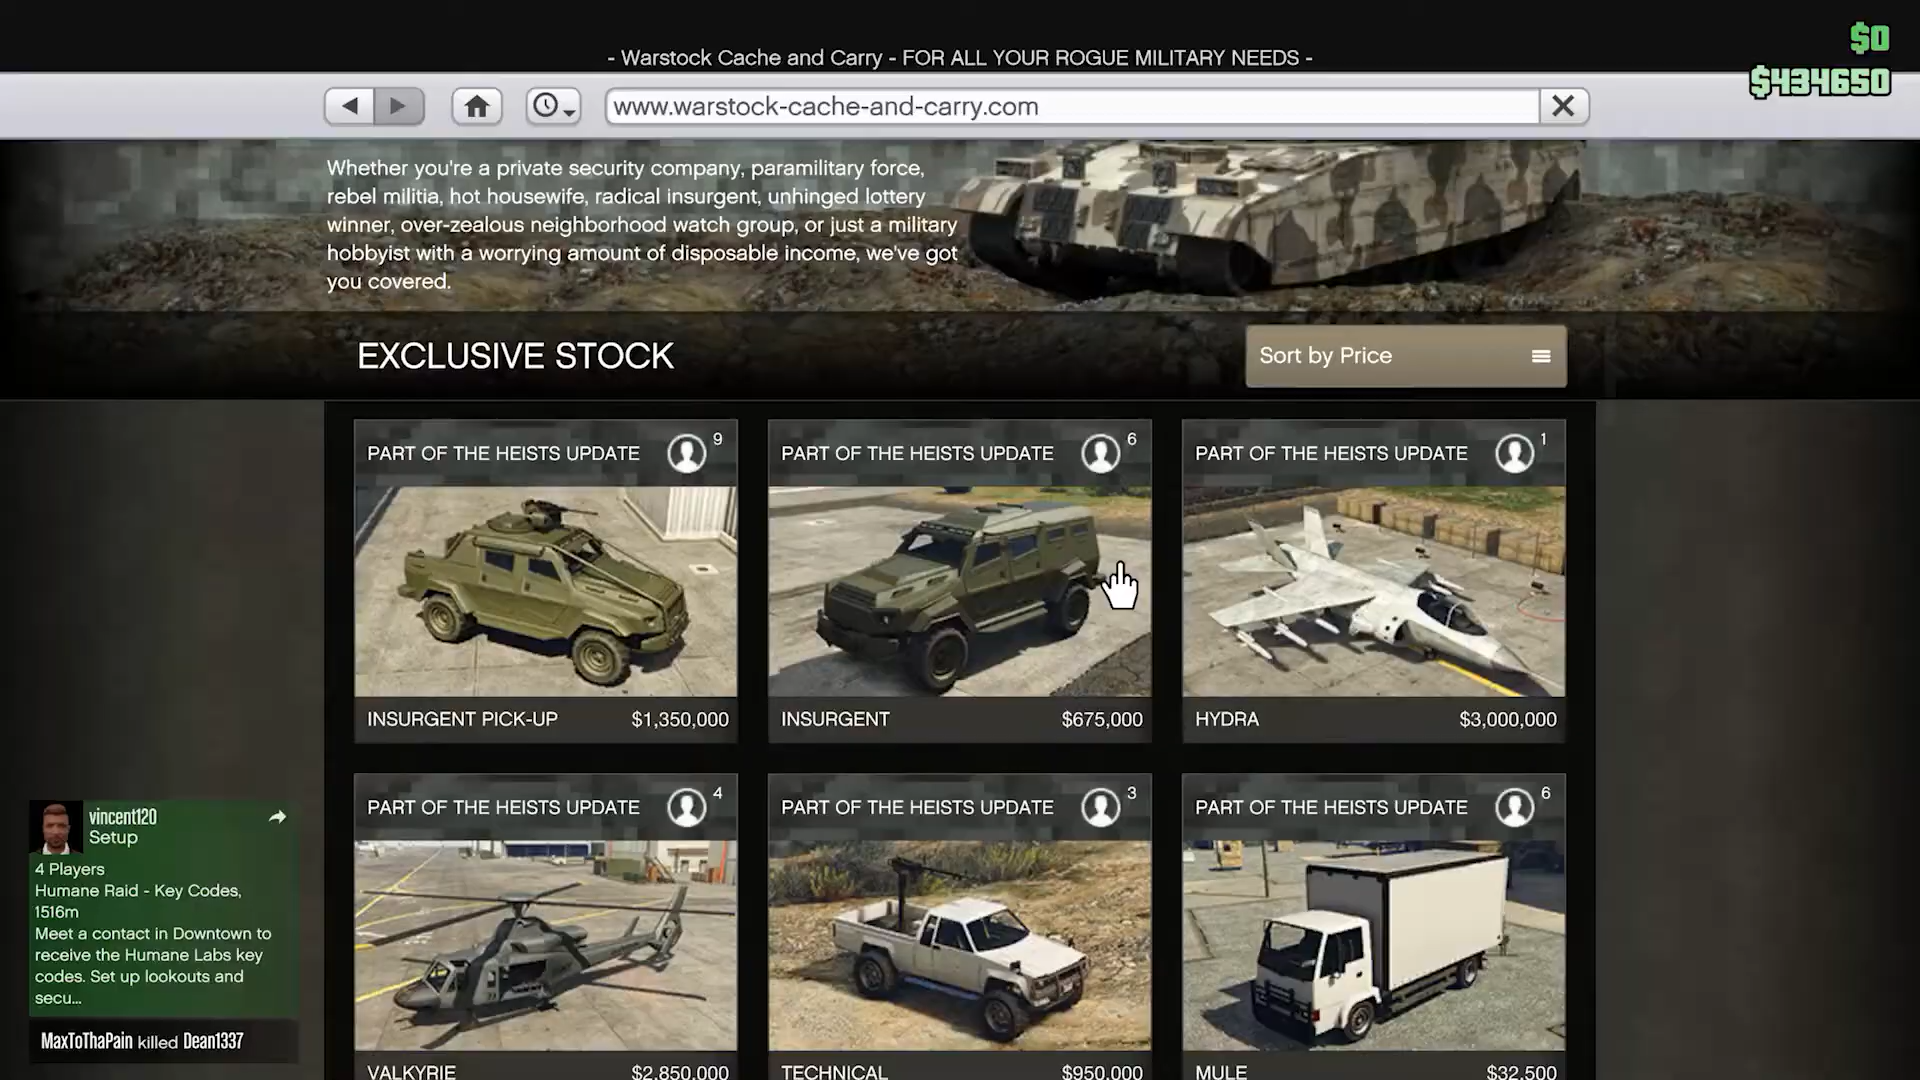 $0
- Warstock Cache and Carry - FOR ALL YOUR ROGUE MILITARY NEEDS -
$434650
www.warstock-cache-and-carry.com
Whether you're a private security company, paramilitary force,
rebel militia, hot housewife, radical insurgent, unhinged lottery
winner, over-zealous neighborhood watch group, or just a military
hobbyist with a worrying amount of disposable income, we've got
you covered.
EXCLUSIVE STOCK
Sort by Price
PART OF THE HEISTS UPDATE 9
PART OF THE HEISTS UPDATE 6
PART OF THE HEISTS UPDATE 1
INSURGENT PICK-UP $1,350,000
INSURGENT $675,000
HYDRA $3,000,000
PART OF THE HEISTS UPDATE 4
PART OF THE HEISTS UPDATE 3
PART OF THE HEISTS UPDATE 6
VALKYRIE $2,850,000
TECHNICAL $950,000
MULE $32,500
vincent120
Setup
4 Players
Humane Raid - Key Codes,
1516m
Meet a contact in Downtown to
receive the Humane Labs key
codes. Set up lookouts and
secu...
MaxToThaPain killed Dean1337